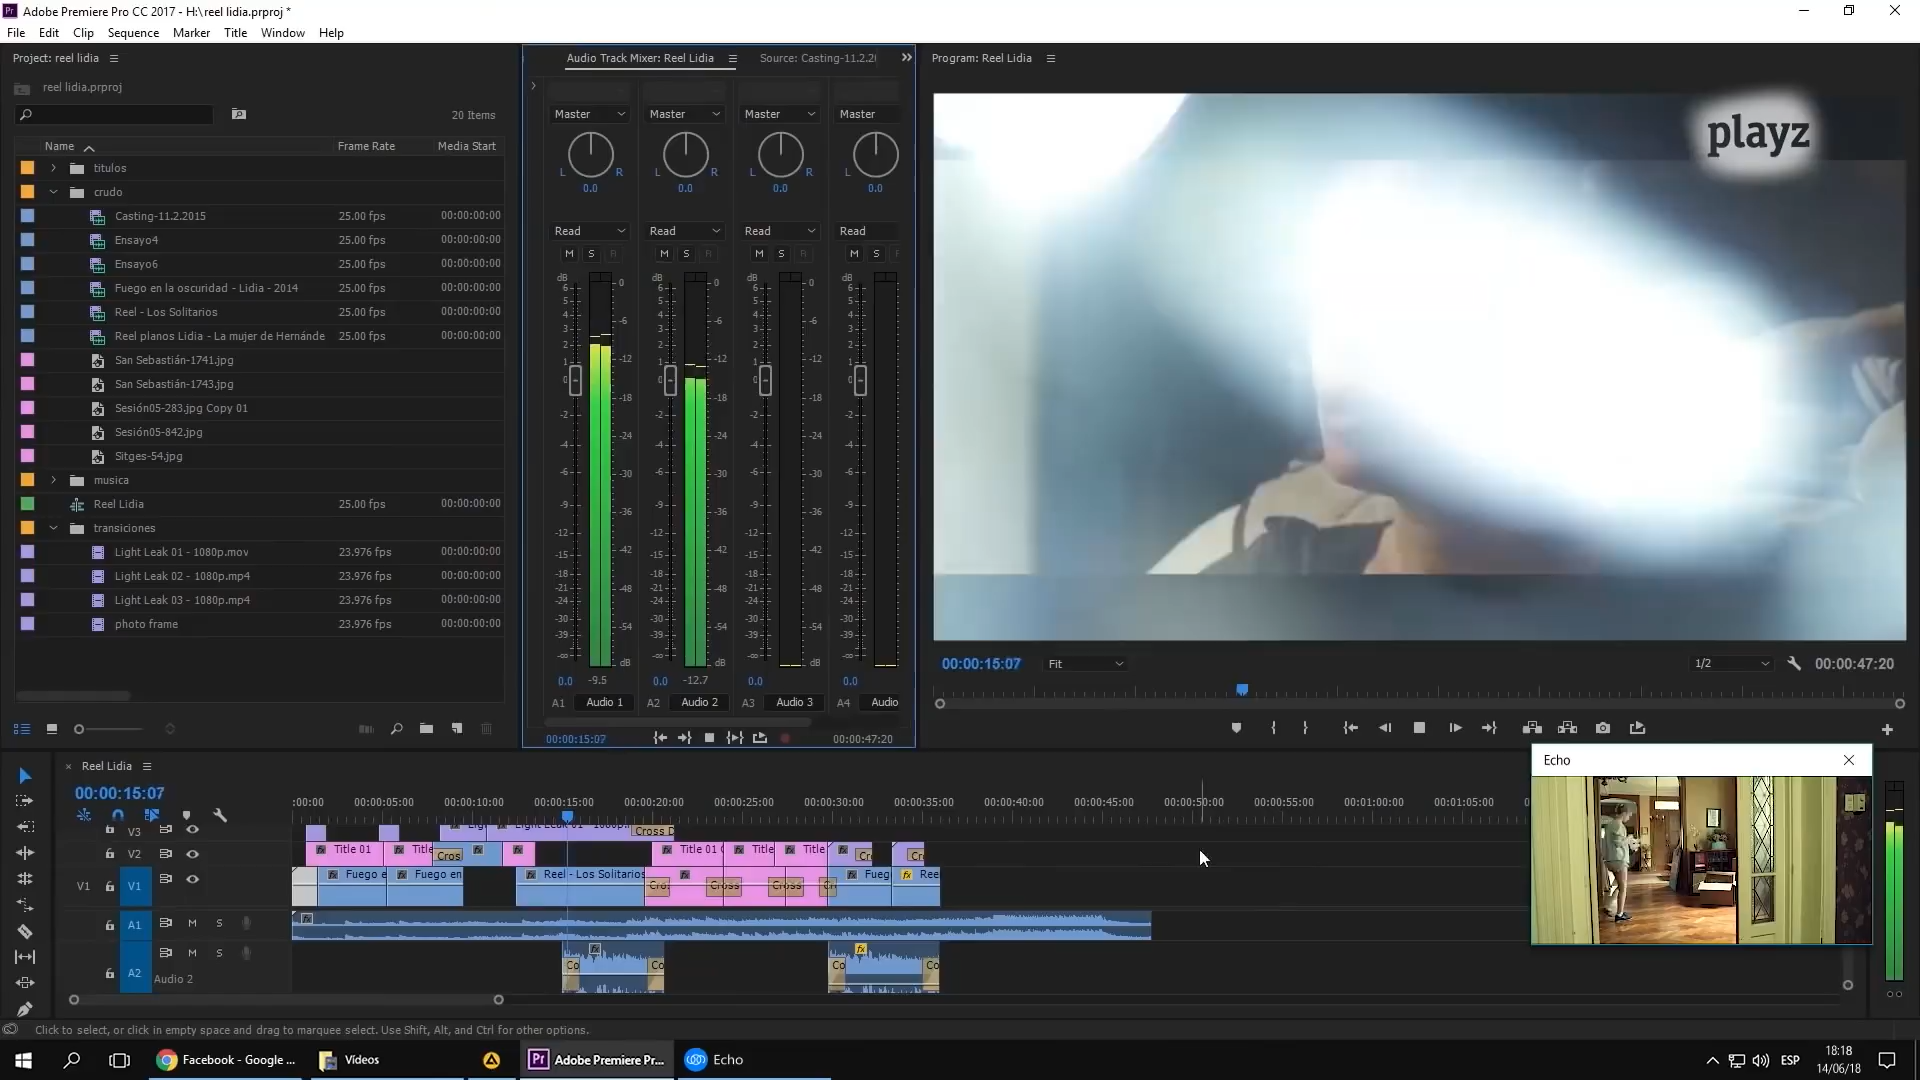 Adobe Premiere Pro CC 2017 - H:\reel lidia.prproj *
File Edit Clip Sequence Marker Title Window Help
Project: reel lidia
reel lidia.prproj
20 Items
Name Frame Rate Media Start
titulos
crudo
Casting-11.2.2015 25.00 fps 00:00:00:00
Ensayo4 25.00 fps 00:00:00:00
Ensayo6 25.00 fps 00:00:00:00
Fuego en la oscuridad - Lidia - 2014 25.00 fps 00:00:00:00
Reel - Los Solitarios 25.00 fps 00:00:00:00
Reel planos Lidia - La mujer de Hernánde 25.00 fps 00:00:00:00
San Sebastián-1741.jpg
San Sebastián-1743.jpg
Sesión05-283.jpg Copy 01
Sesión05-842.jpg
Sitges-54.jpg
musica
Reel Lidia 25.00 fps 00:00:00:00
transiciones
Light Leak 01 - 1080p.mov 23.976 fps 00:00:00:00
Light Leak 02 - 1080p.mp4 23.976 fps 00:00:00:00
Light Leak 03 - 1080p.mp4 23.976 fps 00:00:00:00
photo frame 23.976 fps 00:00:00:00
Audio Track Mixer: Reel Lidia Source: Casting-11.2.20
Master Master Master Master
L R L R L R L
0.0 0.0 0.0 0.0
Read Read Read Read
M S R M S R M S R M S
dB dB dB dB
0.0 -9.5 0.0 -12.7 0.0 0.0
A1 Audio 1 A2 Audio 2 A3 Audio 3 A4 Audio
00:00:15:07 00:00:47:20
Program: Reel Lidia
playz
00:00:15:07 Fit 1/2 00:00:47:20
Echo
Reel Lidia
00:00:15:07
:00:00 00:00:05:00 00:00:10:00 00:00:15:00 00:00:20:00 00:00:25:00 00:00:30:00 00:00:35:00 00:00:40:00 00:00:45:00 00:00:50:00 00:00:55:00 00:01:00:00 00:01:05:00
V3 Cross D
V2 Title 01 Title Cros Title 01 Title Title Cr Cr
V1 V1 Fuego e Fuego en Reel - Los Solitarios Cro Cross Cross Cr Fueg Ree
A1 M S
A2 M S Audio 2 Co Co Co Co
Click to select, or click in empty space and drag to marquee select. Use Shift, Alt, and Ctrl for other options.
Facebook - Google ... Vídeos Adobe Premiere Pr... Echo ESP 18:18
14/06/18